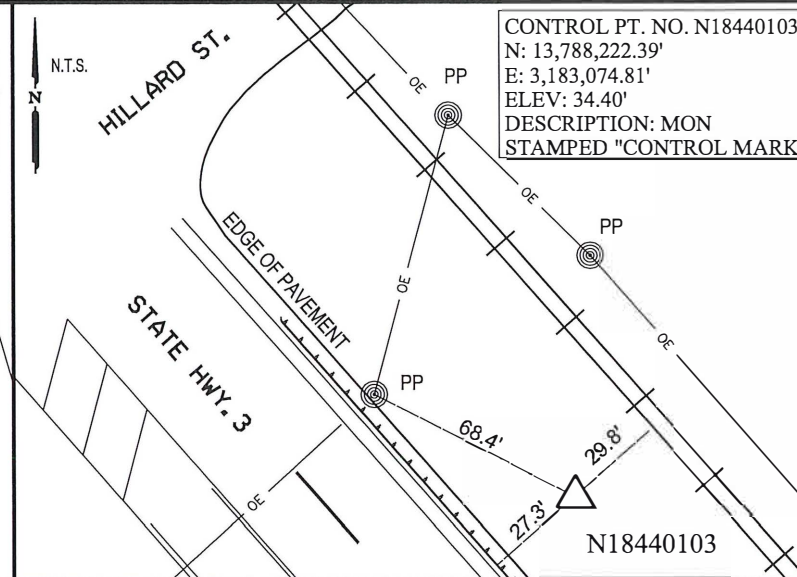 N.T.S.
N
HILLARD ST.
CONTROL PT. NO. N18440103
N: 13,788,222.39'
E: 3,183,074.81'
ELEV: 34.40'
DESCRIPTION: MON
STAMPED "CONTROL MARK
OE
PP
OE
PP
EDGE OF PAVEMENT
OE
OE
STATE HWY. 3
PP
68.4'
29.8'
27.3'
OE
N18440103